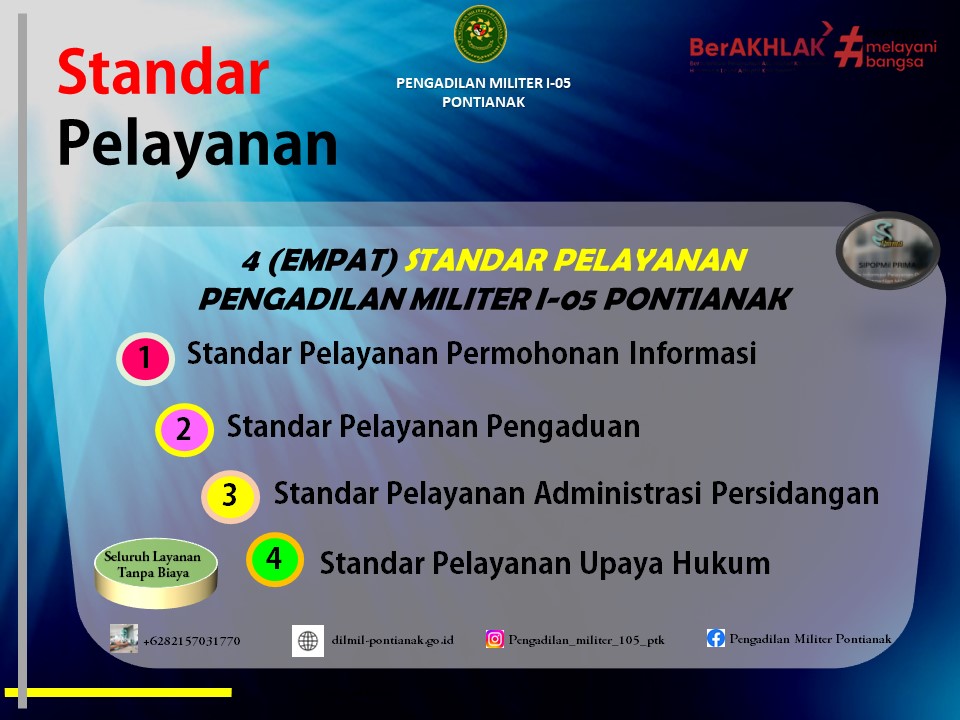 Standar
Pelayanan
PENGADILAN MILITER I-05
PONTIANAK
BerAKHLAK
#melayani
bangsa
4 (EMPAT) STANDAR PELAYANAN
PENGADILAN MILITER I-05 PONTIANAK
SIPOPMI PRIMA
1 Standar Pelayanan Permohonan Informasi
2 Standar Pelayanan Pengaduan
3 Standar Pelayanan Administrasi Persidangan
4 Standar Pelayanan Upaya Hukum
Seluruh Layanan
Tanpa Biaya
+6282157031770
dilmil-pontianak.go.id
Pengadilan_militer_105_ptk
Pengadilan Militer Pontianak